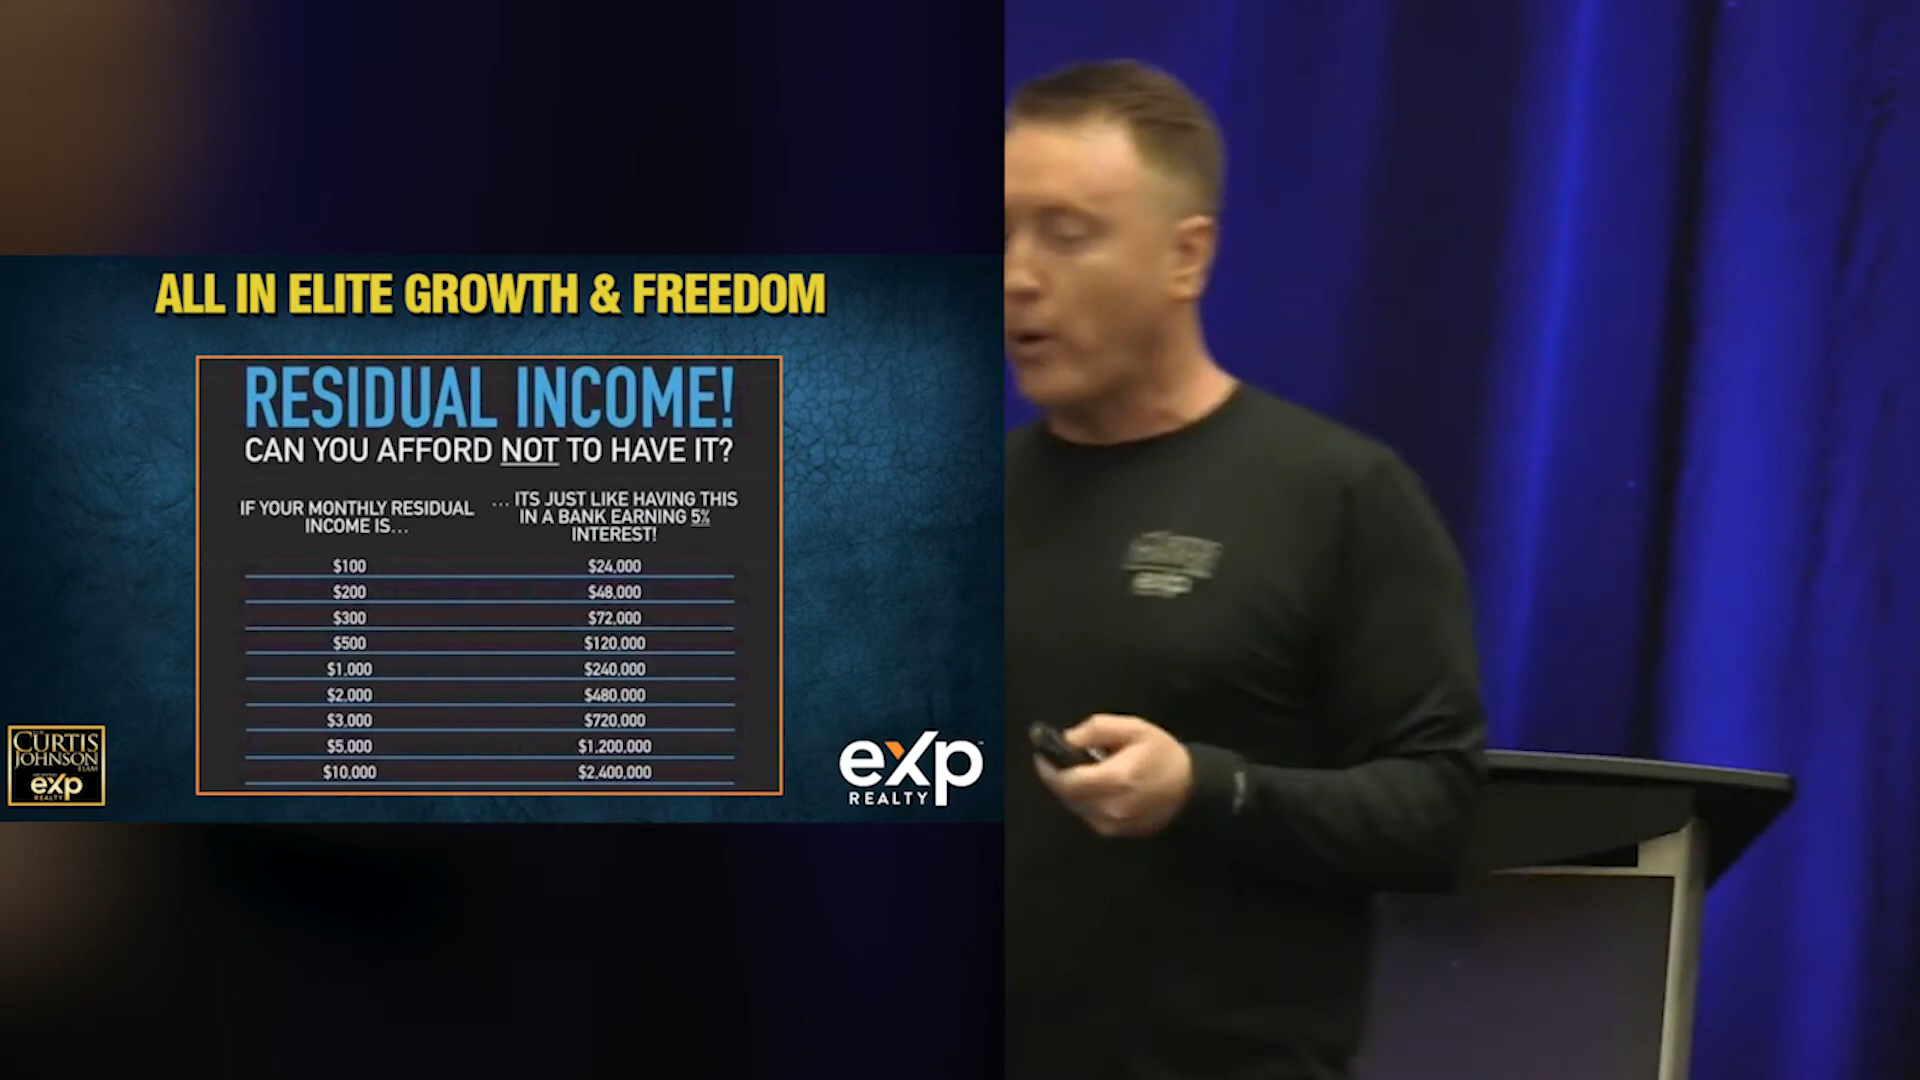 ALL IN ELITE GROWTH & FREEDOM
RESIDUAL INCOME!
CAN YOU AFFORD NOT TO HAVE IT?
IF YOUR MONTHLY RESIDUAL
INCOME IS...
... ITS JUST LIKE HAVING THIS
IN A BANK EARNING 5%
INTEREST!
$100 $24,000
$200 $48,000
$300 $72,000
$500 $120,000
$1,000 $240,000
$2,000 $480,000
$3,000 $720,000
$5,000 $1,200,000
$10,000 $2,400,000
CURTIS
JOHNSON
TEAM
exp
REALTY
exp
REALTY
exp